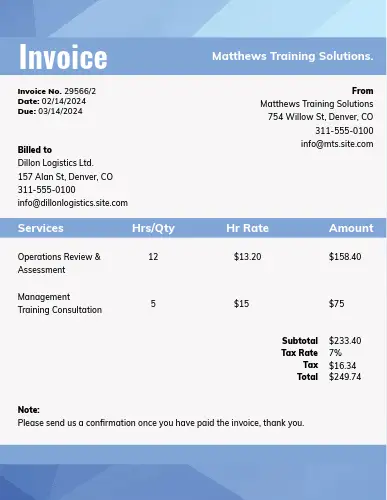 Invoice
Matthews Training Solutions.
Invoice No. 29566/2
Date: 02/14/2024
Due: 03/14/2024
From
Matthews Training Solutions
754 Willow St, Denver, CO
311-555-0100
info@mts.site.com
Billed to
Dillon Logistics Ltd.
157 Alan St, Denver, CO
311-555-0100
info@dillonlogistics.site.com
Services Hrs/Qty Hr Rate Amount
Operations Review & 12 $13.20 $158.40
Assessment
Management
Training Consultation 5 $15 $75
Subtotal $233.40
Tax Rate 7%
Tax $16.34
Total $249.74
Note:
Please send us a confirmation once you have paid the invoice, thank you.